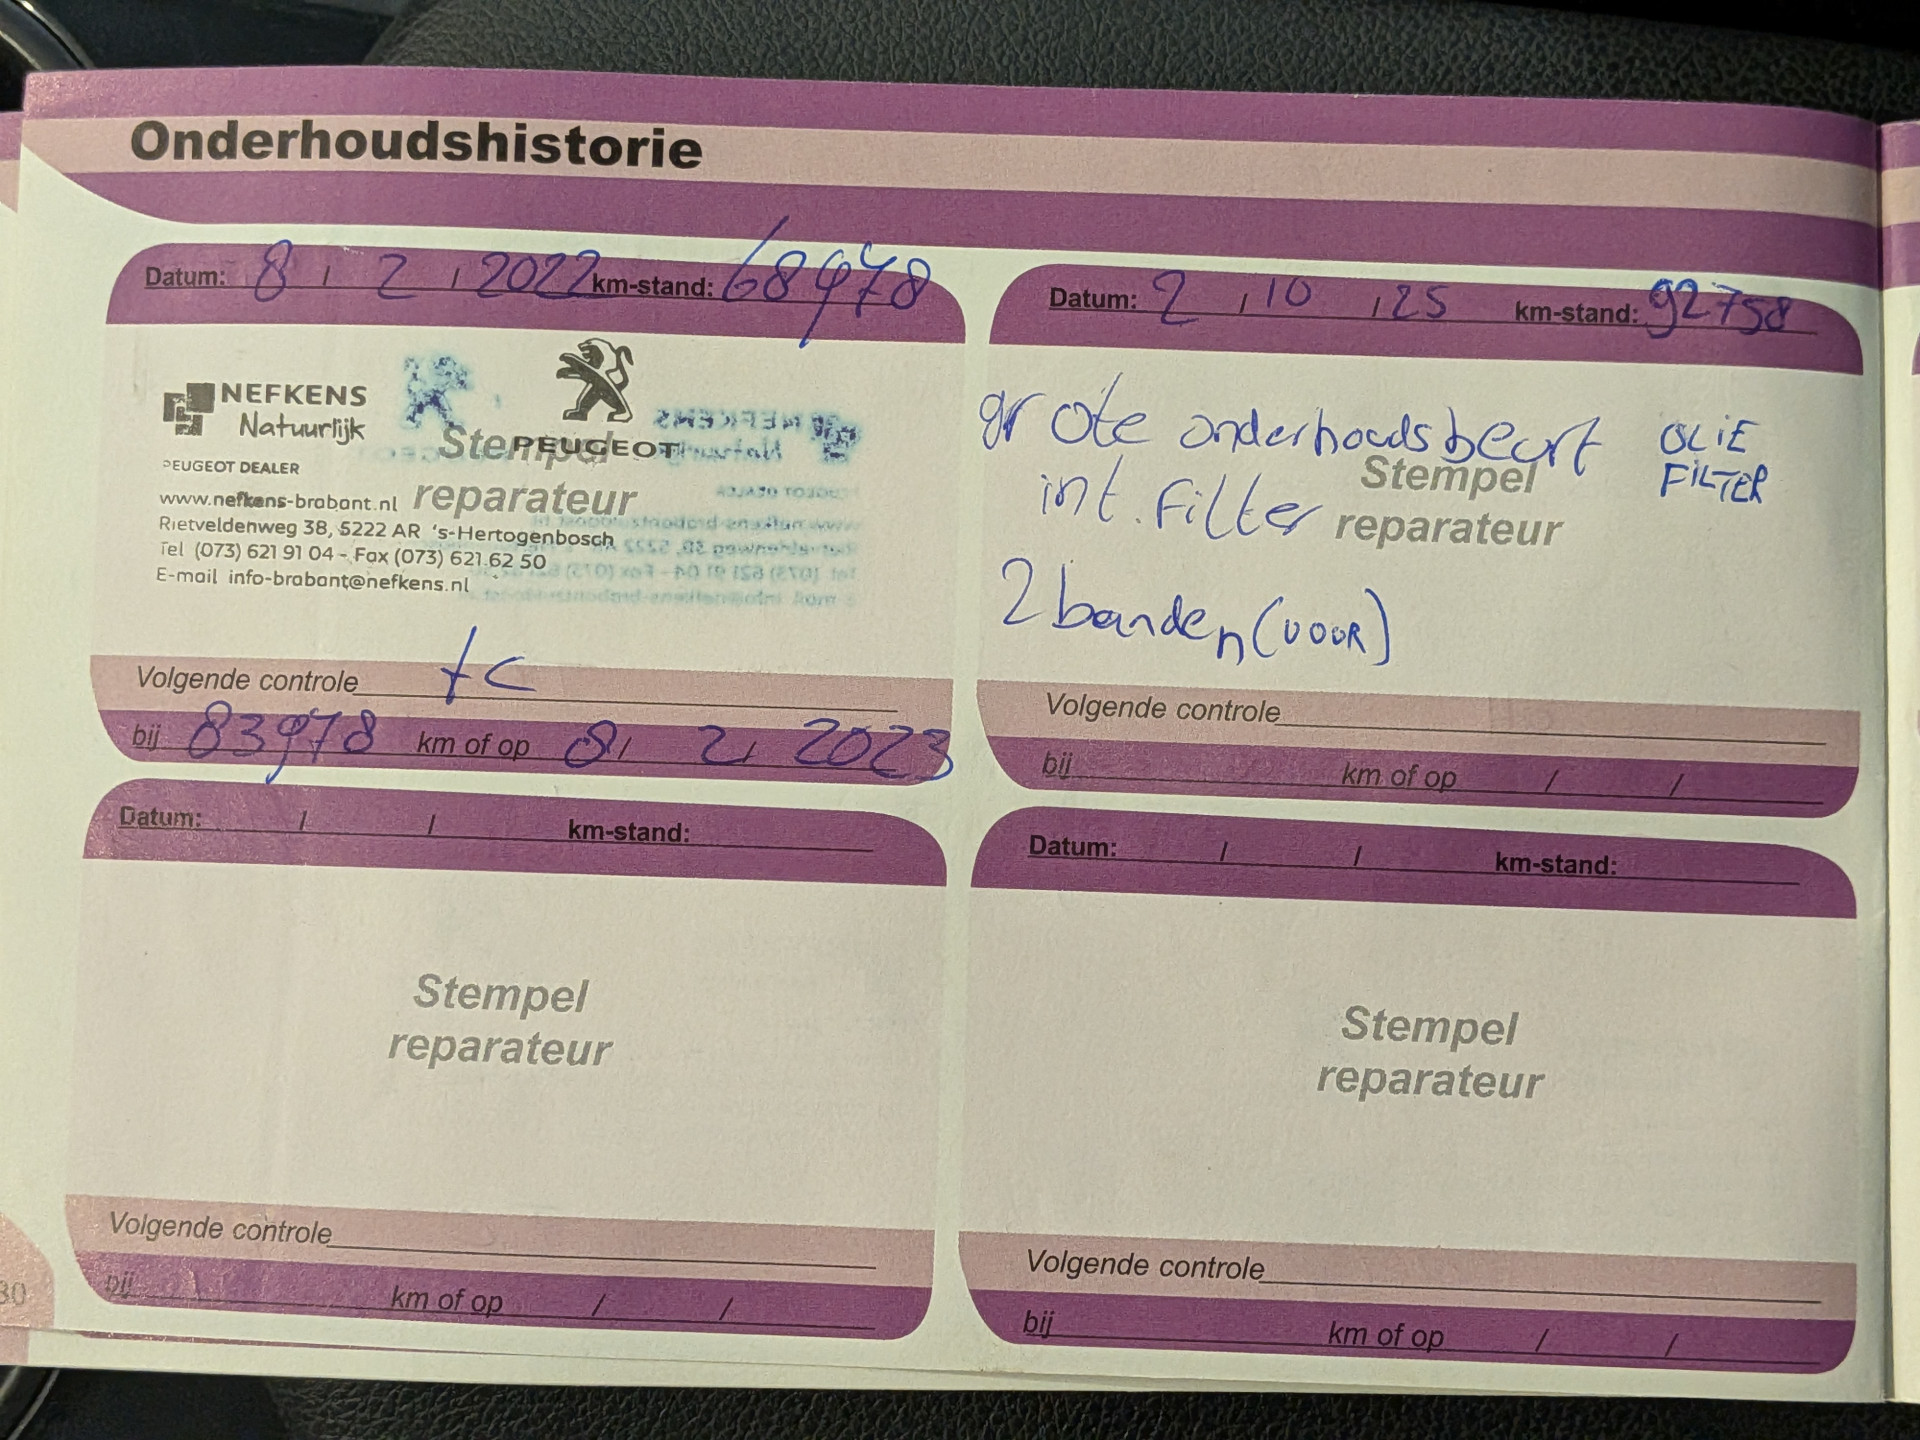 Onderhoudshistorie
Datum: 8 / 2 / 2022 km-stand: 68978
NEFKENS
Natuurlijk
PEUGEOT
PEUGEOT DEALER
Stempel
reparateur
www.nefkens-brabant.nl
Rietveldenweg 38, 5222 AR 's-Hertogenbosch
Tel (073) 621 91 04 - Fax (073) 621 62 50
E-mail info-brabant@nefkens.nl
Volgende controle
bij 83978 km of op 8 / 2 / 2023
Datum: 2 / 10 / 25 km-stand: 92758
grote onderhoudsbeurt OLIE
int. Filter FILTER
Stempel
reparateur
2 banden (VOOR)
Volgende controle
bij km of op / /
Datum: / / km-stand:
Stempel
reparateur
Volgende controle
bij km of op / /
Datum: / / km-stand:
Stempel
reparateur
Volgende controle
bij km of op / /
30